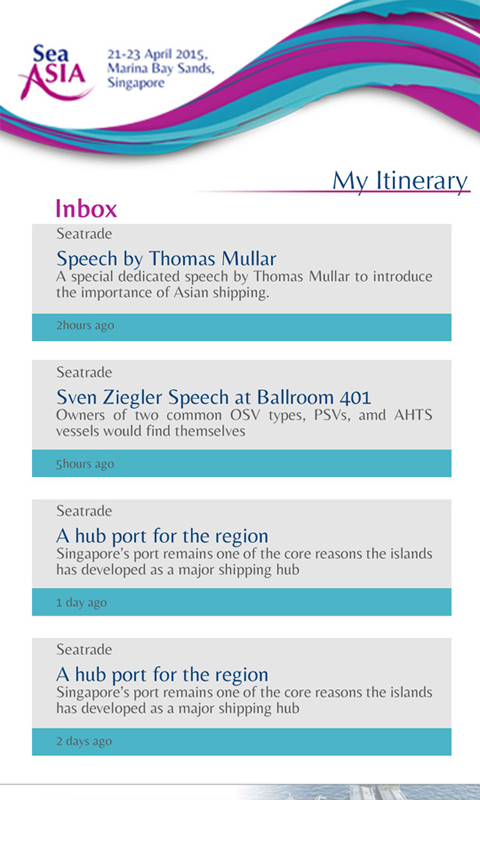 Sea
ASIA
21-23 April 2015,
Marina Bay Sands,
Singapore
My Itinerary
Inbox
Seatrade
Speech by Thomas Mullar
A special dedicated speech by Thomas Mullar to introduce
the importance of Asian shipping.
2hours ago
Seatrade
Sven Ziegler Speech at Ballroom 401
Owners of two common OSV types, PSVs, amd AHTS
vessels would find themselves
5hours ago
Seatrade
A hub port for the region
Singapore's port remains one of the core reasons the islands
has developed as a major shipping hub
1 day ago
Seatrade
A hub port for the region
Singapore's port remains one of the core reasons the islands
has developed as a major shipping hub
2 days ago